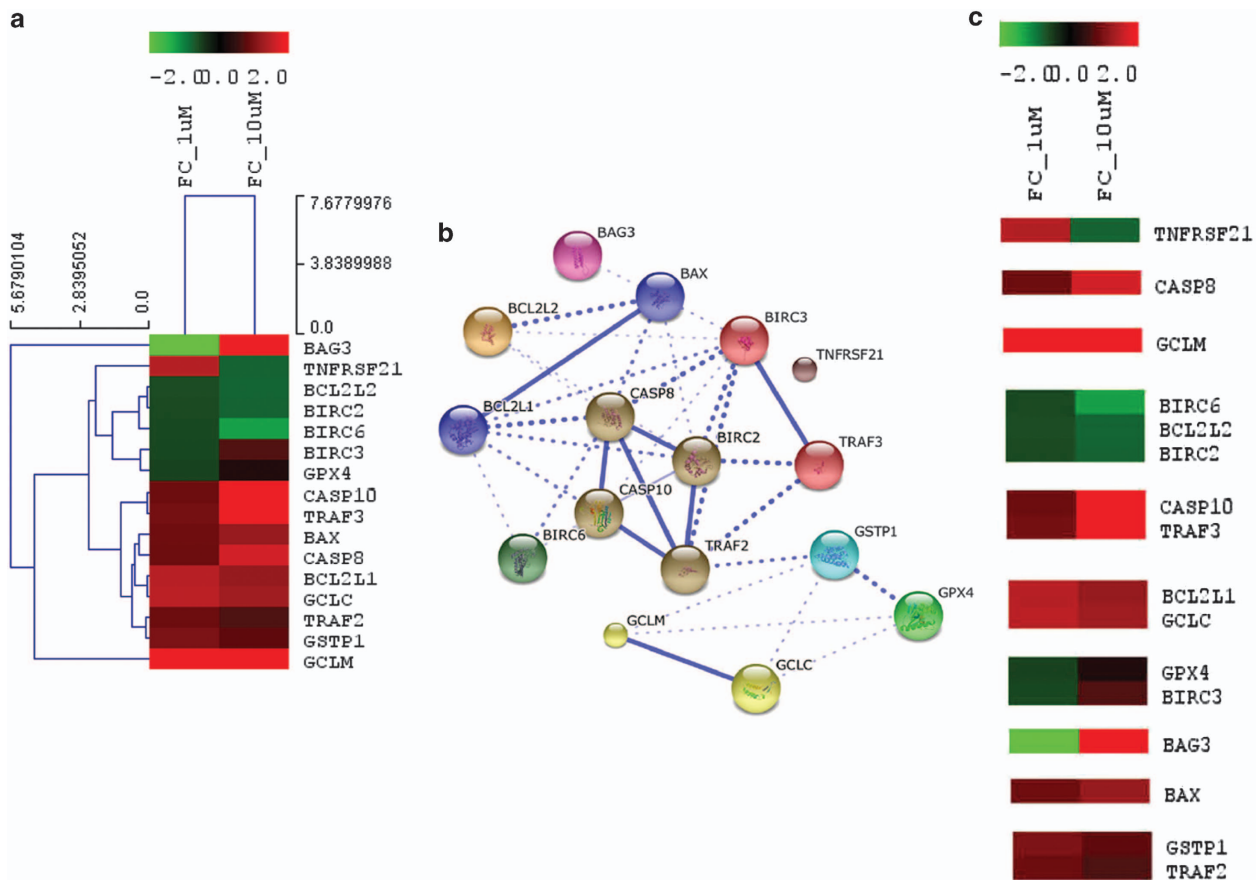 a
-2.0 0.0 2.0
FC_1uM
FC_10uM
7.6779976
3.8389988
0.0
5.6790104
2.8395052
0.0
BAG3
TNFRSF21
BCL2L2
BIRC2
BIRC6
BIRC3
GPX4
CASP10
TRAF3
BAX
CASP8
BCL2L1
GCLC
TRAF2
GSTP1
GCLM
b
BAG3
BAX
BCL2L2
BIRC3
TNFRSF21
CASP8
BCL2L1
BIRC2
TRAF3
CASP10
BIRC6
TRAF2
GSTP1
GPX4
GCLM
GCLC
c
-2.0 0.0 2.0
FC_1uM
FC_10uM
TNFRSF21
CASP8
GCLM
BIRC6
BCL2L2
BIRC2
CASP10
TRAF3
BCL2L1
GCLC
GPX4
BIRC3
BAG3
BAX
GSTP1
TRAF2